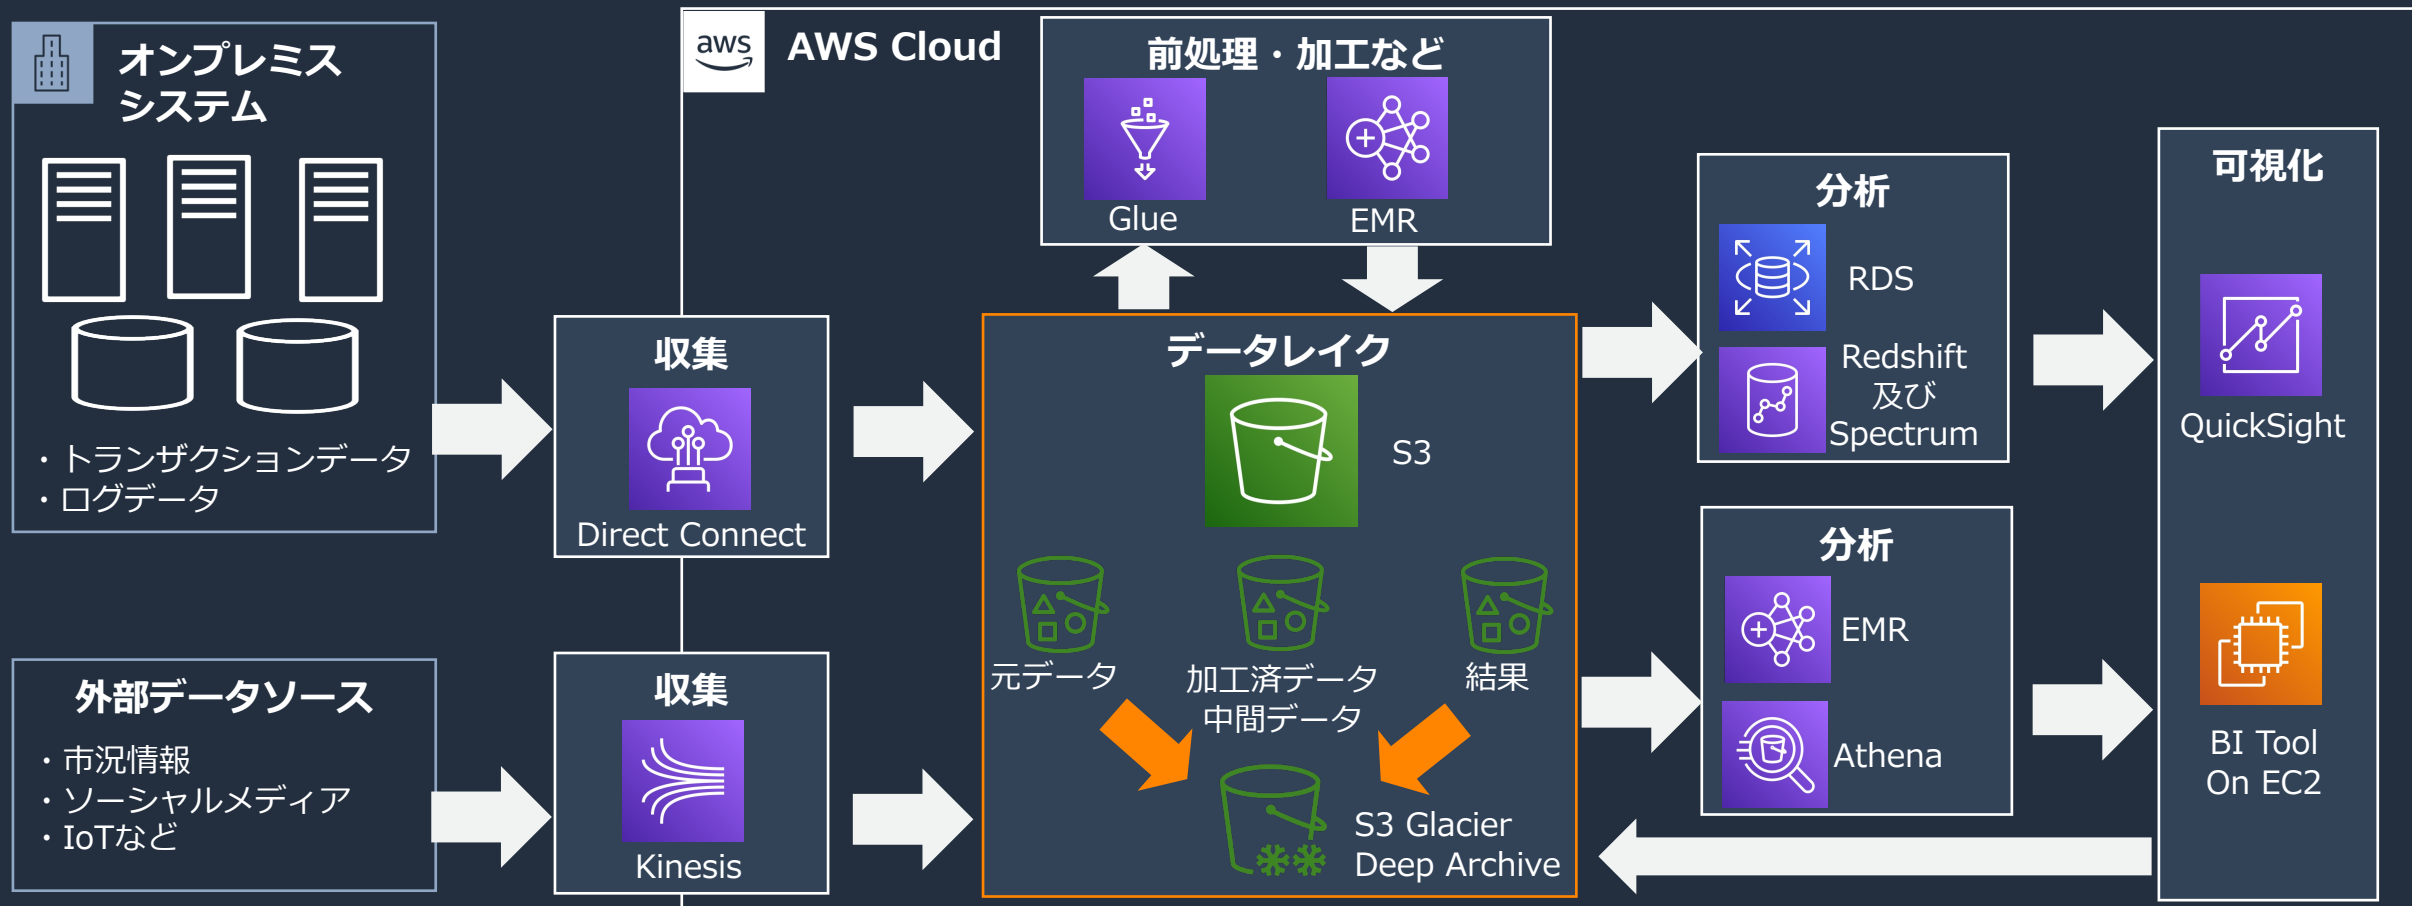 オンプレミス
システム
・トランザクションデータ
・ログデータ
外部データソース
・市況情報
・ソーシャルメディア
・IoTなど
aws
AWS Cloud
収集
Direct Connect
収集
Kinesis
前処理・加工など
Glue
EMR
データレイク
S3
元データ
加工済データ
中間データ
結果
S3 Glacier
Deep Archive
分析
RDS
Redshift
及び
Spectrum
分析
EMR
Athena
可視化
QuickSight
BI Tool
On EC2